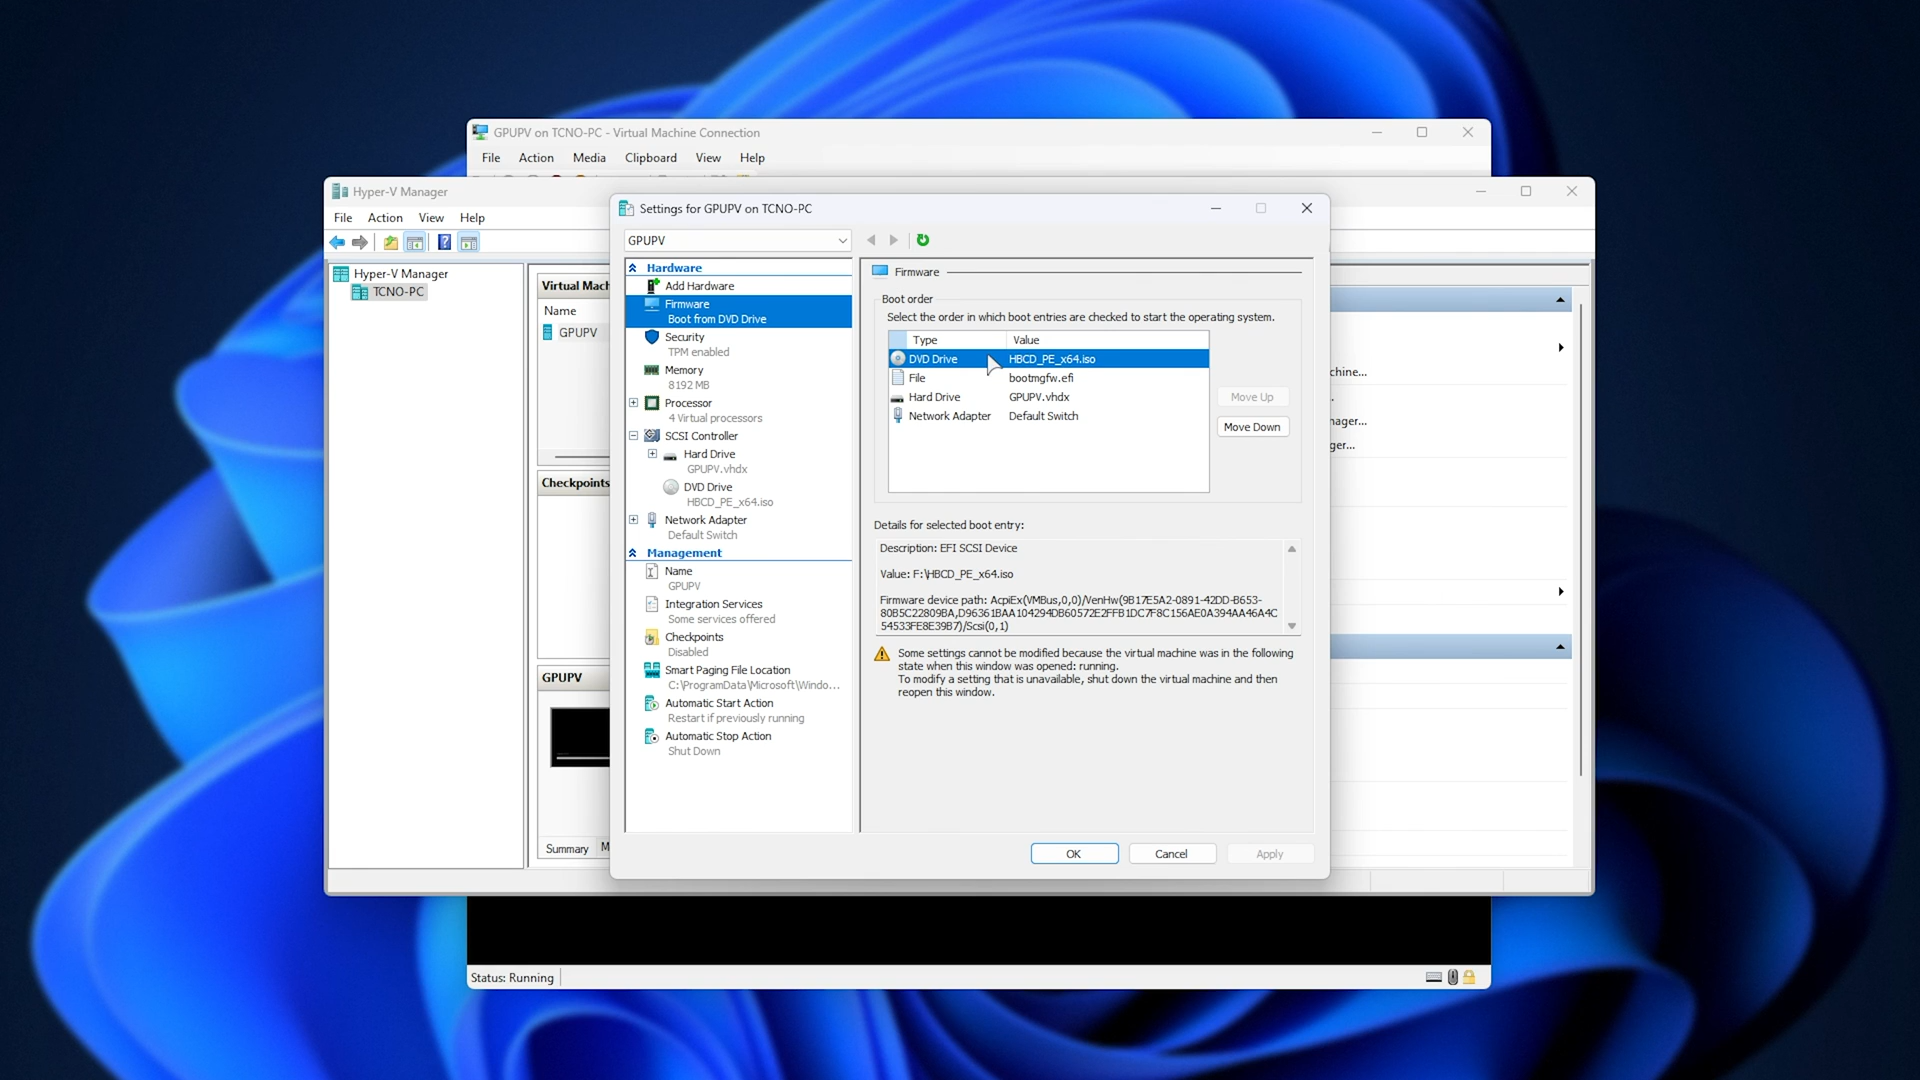 GPUPV on TCNO-PC - Virtual Machine Connection
File Action Media Clipboard View Help
Hyper-V Manager
File Action View Help
Hyper-V Manager
TCNO-PC
Virtual Mach
Name
GPUPV
Checkpoints
GPUPV
Summary M
chine...
nager...
ger...
Settings for GPUPV on TCNO-PC
GPUPV
Hardware
Add Hardware
Firmware
Boot from DVD Drive
Security
TPM enabled
Memory
8192 MB
Processor
4 Virtual processors
SCSI Controller
Hard Drive
GPUPV.vhdx
DVD Drive
HBCD_PE_x64.iso
Network Adapter
Default Switch
Management
Name
GPUPV
Integration Services
Some services offered
Checkpoints
Disabled
Smart Paging File Location
C:\ProgramData\Microsoft\Windo...
Automatic Start Action
Restart if previously running
Automatic Stop Action
Shut Down
Firmware
Boot order
Select the order in which boot entries are checked to start the operating system.
Type Value
DVD Drive HBCD_PE_x64.iso
File bootmgfw.efi
Hard Drive GPUPV.vhdx
Network Adapter Default Switch
Move Up
Move Down
Details for selected boot entry:
Description: EFI SCSI Device
Value: F:\HBCD_PE_x64.iso
Firmware device path: AcpiEx(VMBus,0,0)/VenHw(9B17E5A2-0891-42DD-B653-
80B5C22809BA,D96361BAA104294DB60572E2FFB1DC7F8C156AE0A394AA46A4C
54533FE8E39B7)/Scsi(0,1)
Some settings cannot be modified because the virtual machine was in the following
state when this window was opened: running.
To modify a setting that is unavailable, shut down the virtual machine and then
reopen this window.
OK Cancel Apply
Status: Running